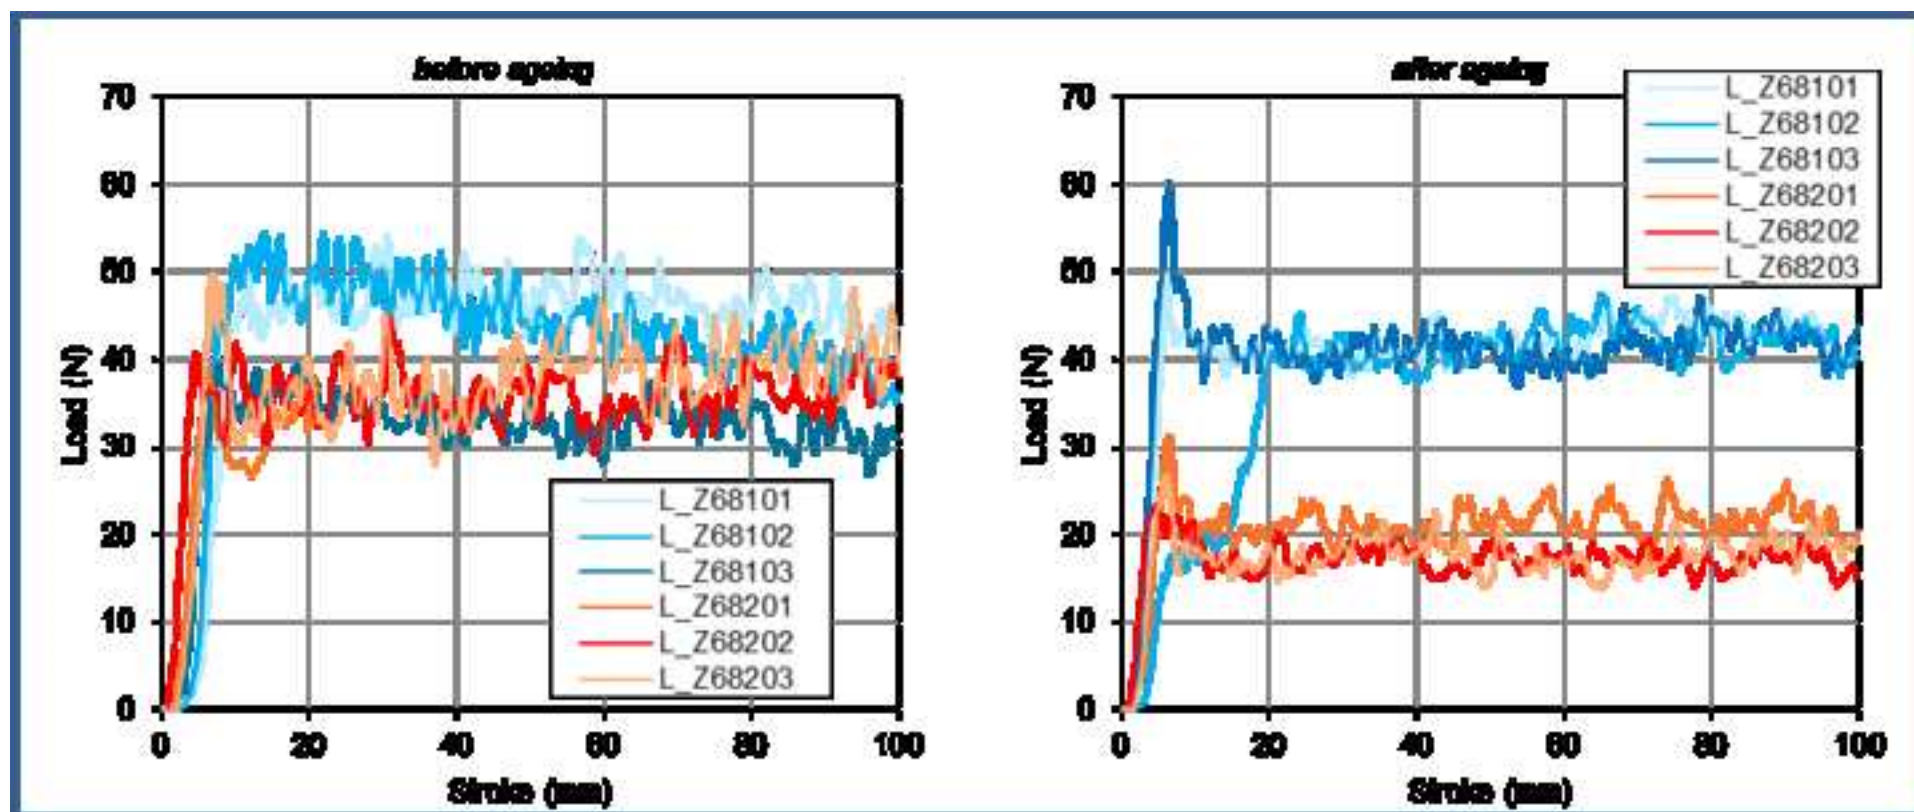 before ageing
70
60
50
40
30
20
10
0
Load (N)
0 20 40 60 80 100
Stroke (mm)
L_Z68101
L_Z68102
L_Z68103
L_Z68201
L_Z68202
L_Z68203
after ageing
70
60
50
40
30
20
10
0
Load (N)
0 20 40 60 80 100
Stroke (mm)
L_Z68101
L_Z68102
L_Z68103
L_Z68201
L_Z68202
L_Z68203